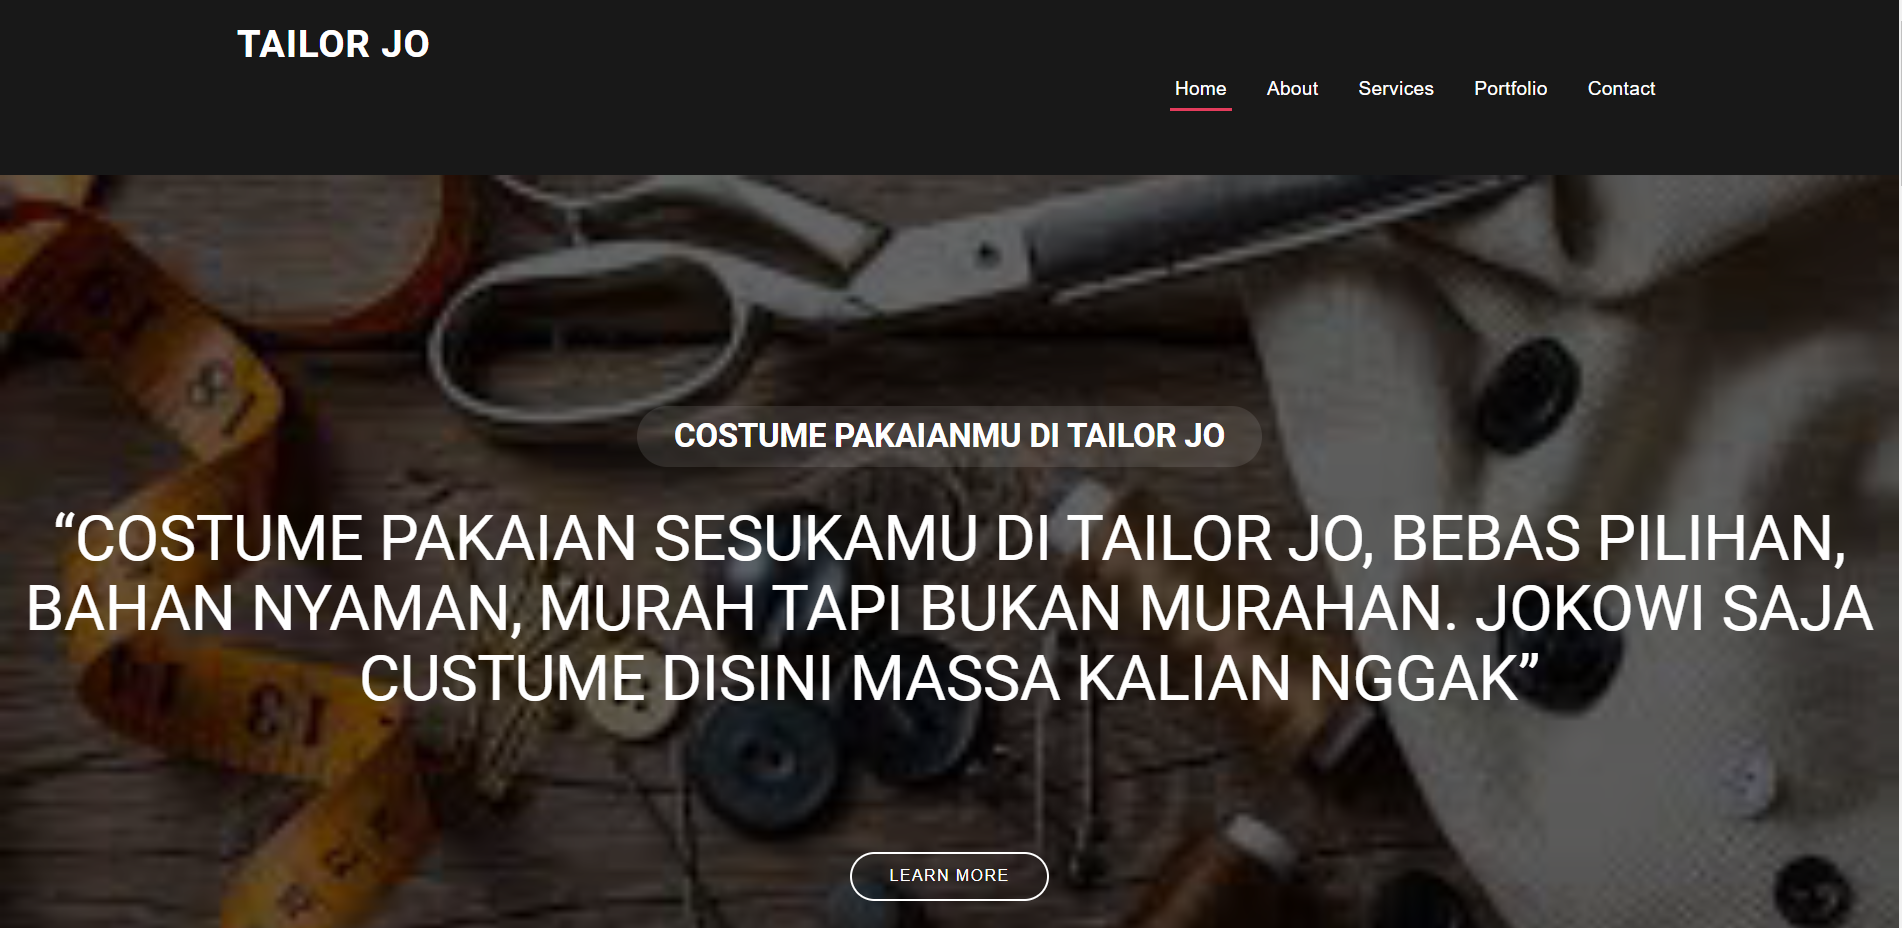 TAILOR JO
Home About Services Portfolio Contact
COSTUME PAKAIANMU DI TAILOR JO
“COSTUME PAKAIAN SESUKAMU DI TAILOR JO, BEBAS PILIHAN,
BAHAN NYAMAN, MURAH TAPI BUKAN MURAHAN. JOKOWI SAJA
CUSTUME DISINI MASSA KALIAN NGGAK”
LEARN MORE